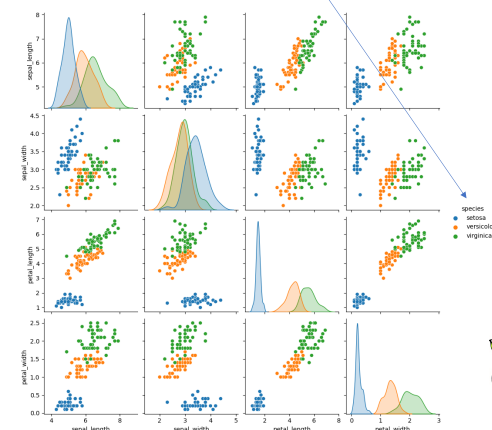 8
7
6
5
sepal_length
4.5
4.0
3.5
3.0
2.5
2.0
sepal_width
species
setosa
versicolo
virginica
7
6
5
4
3
2
1
petal_length
2.5
2.0
1.5
1.0
0.5
0.0
petal_width
4 6 8 2 3 4 5 2 4 6 8 0 1 2 3
sepal_length sepal_width petal_length petal_width